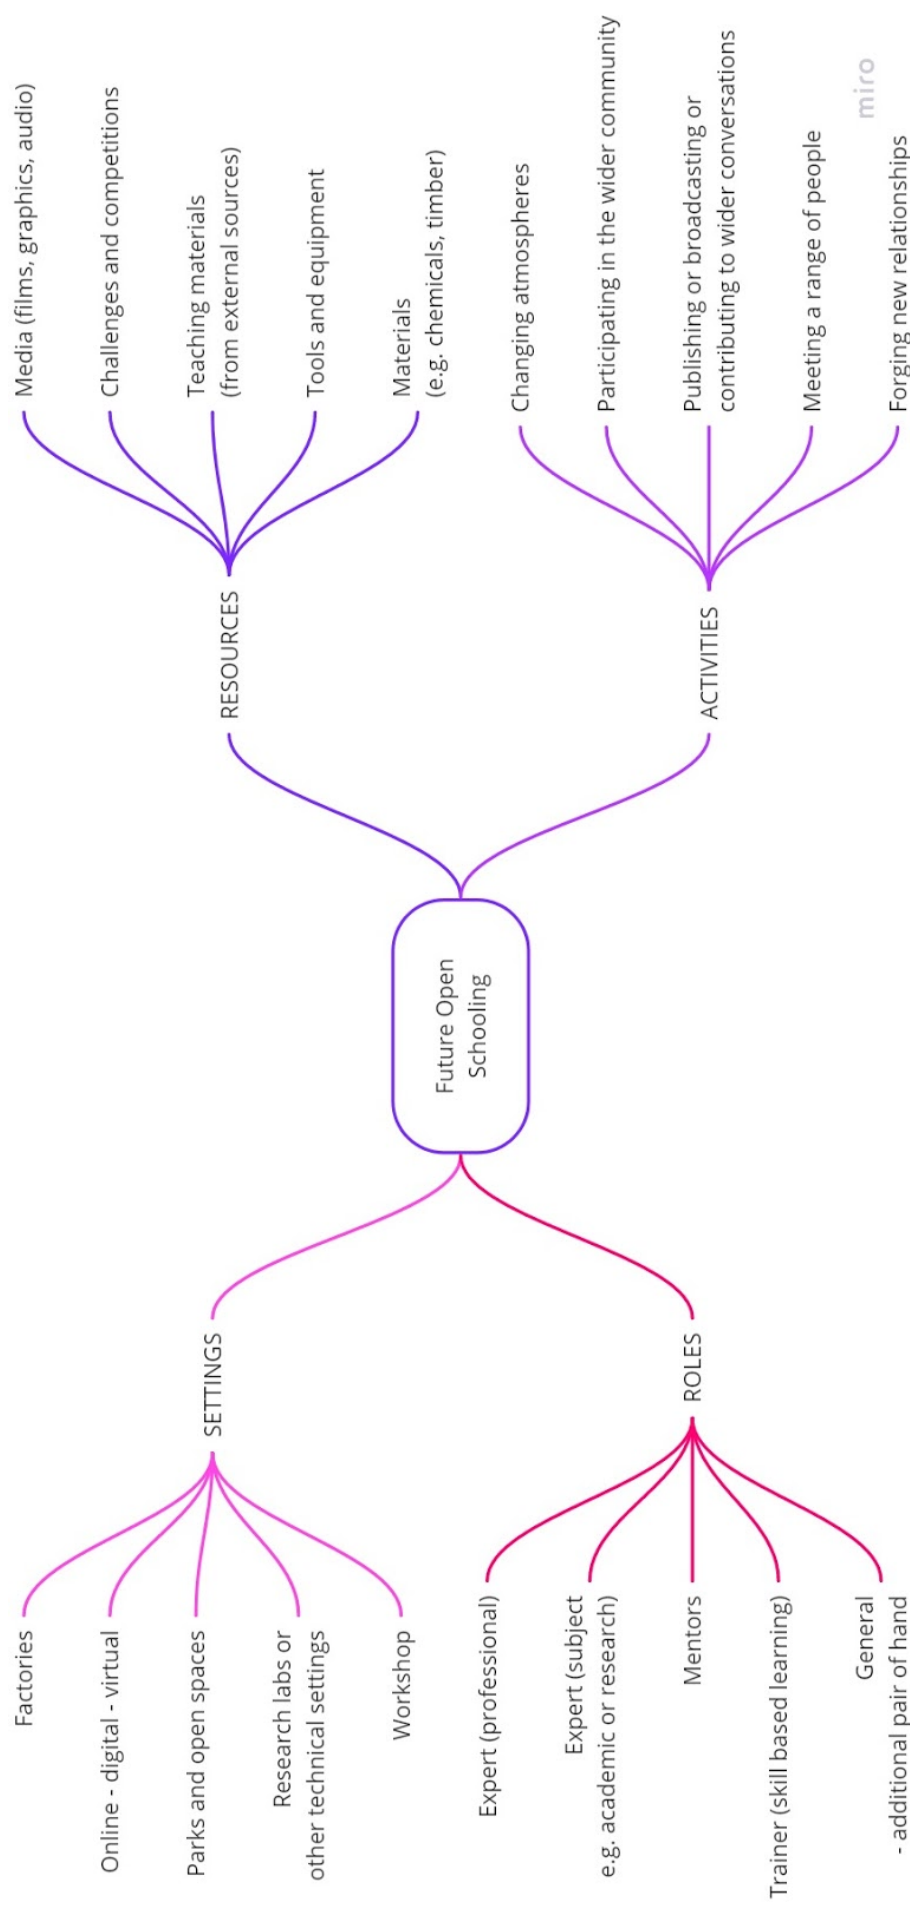 Factories
Online - digital - virtual
Parks and open spaces
Research labs or
other technical settings
Workshop
SETTINGS
Expert (professional)
Expert (subject
e.g. academic or research)
Mentors
Trainer (skill based learning)
General
- additional pair of hand
ROLES
Future Open
Schooling
RESOURCES
Media (films, graphics, audio)
Challenges and competitions
Teaching materials
(from external sources)
Tools and equipment
Materials
(e.g. chemicals, timber)
ACTIVITIES
Changing atmospheres
Participating in the wider community
Publishing or broadcasting or
contributing to wider conversations
Meeting a range of people
Forging new relationships
miro